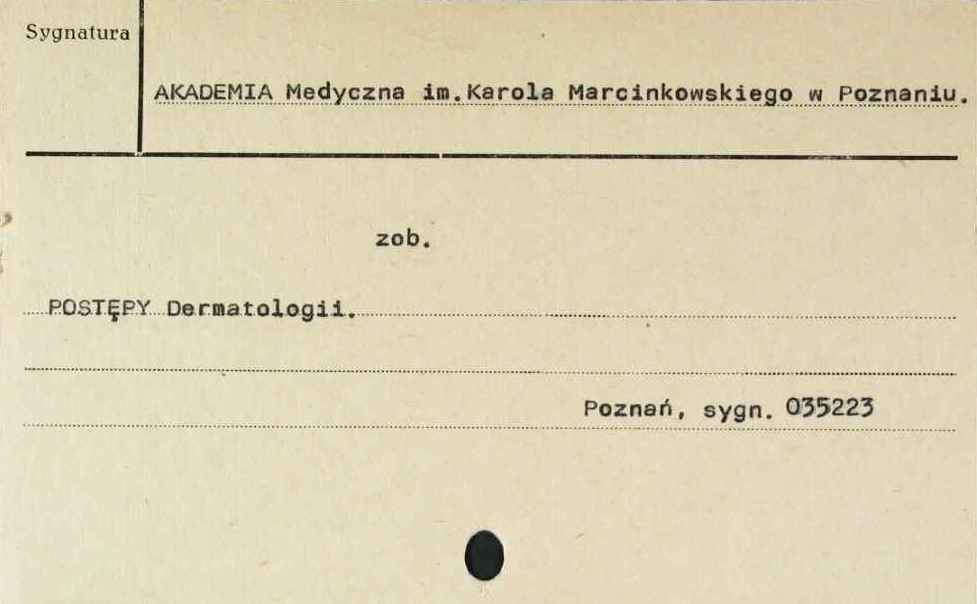 Sygnatura
AKADEMIA Medyczna im.Karola Marcinkowskiego w Poznaniu.
zob.
POSTĘPY Dermatologii.
Poznań, sygn. 035223